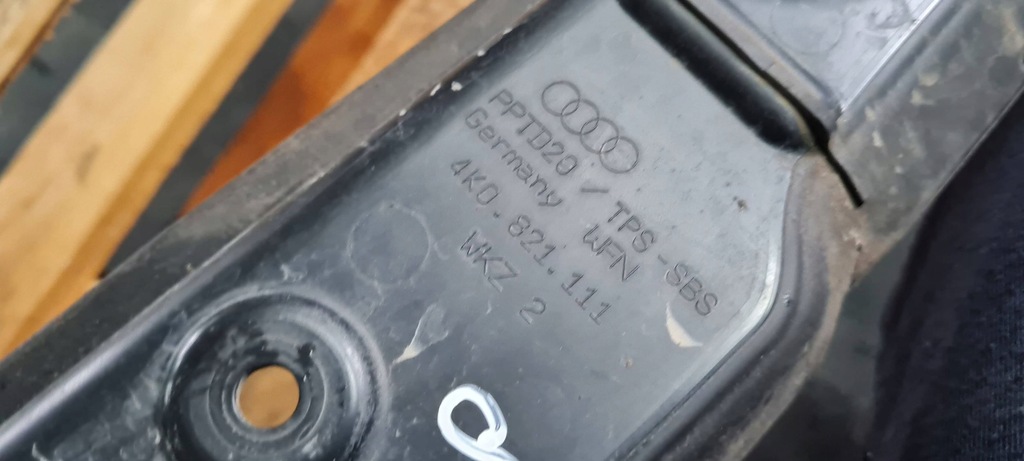 PPTD20 / TPS-SBS
Germany WFN
4K0.821.111
WKZ 2